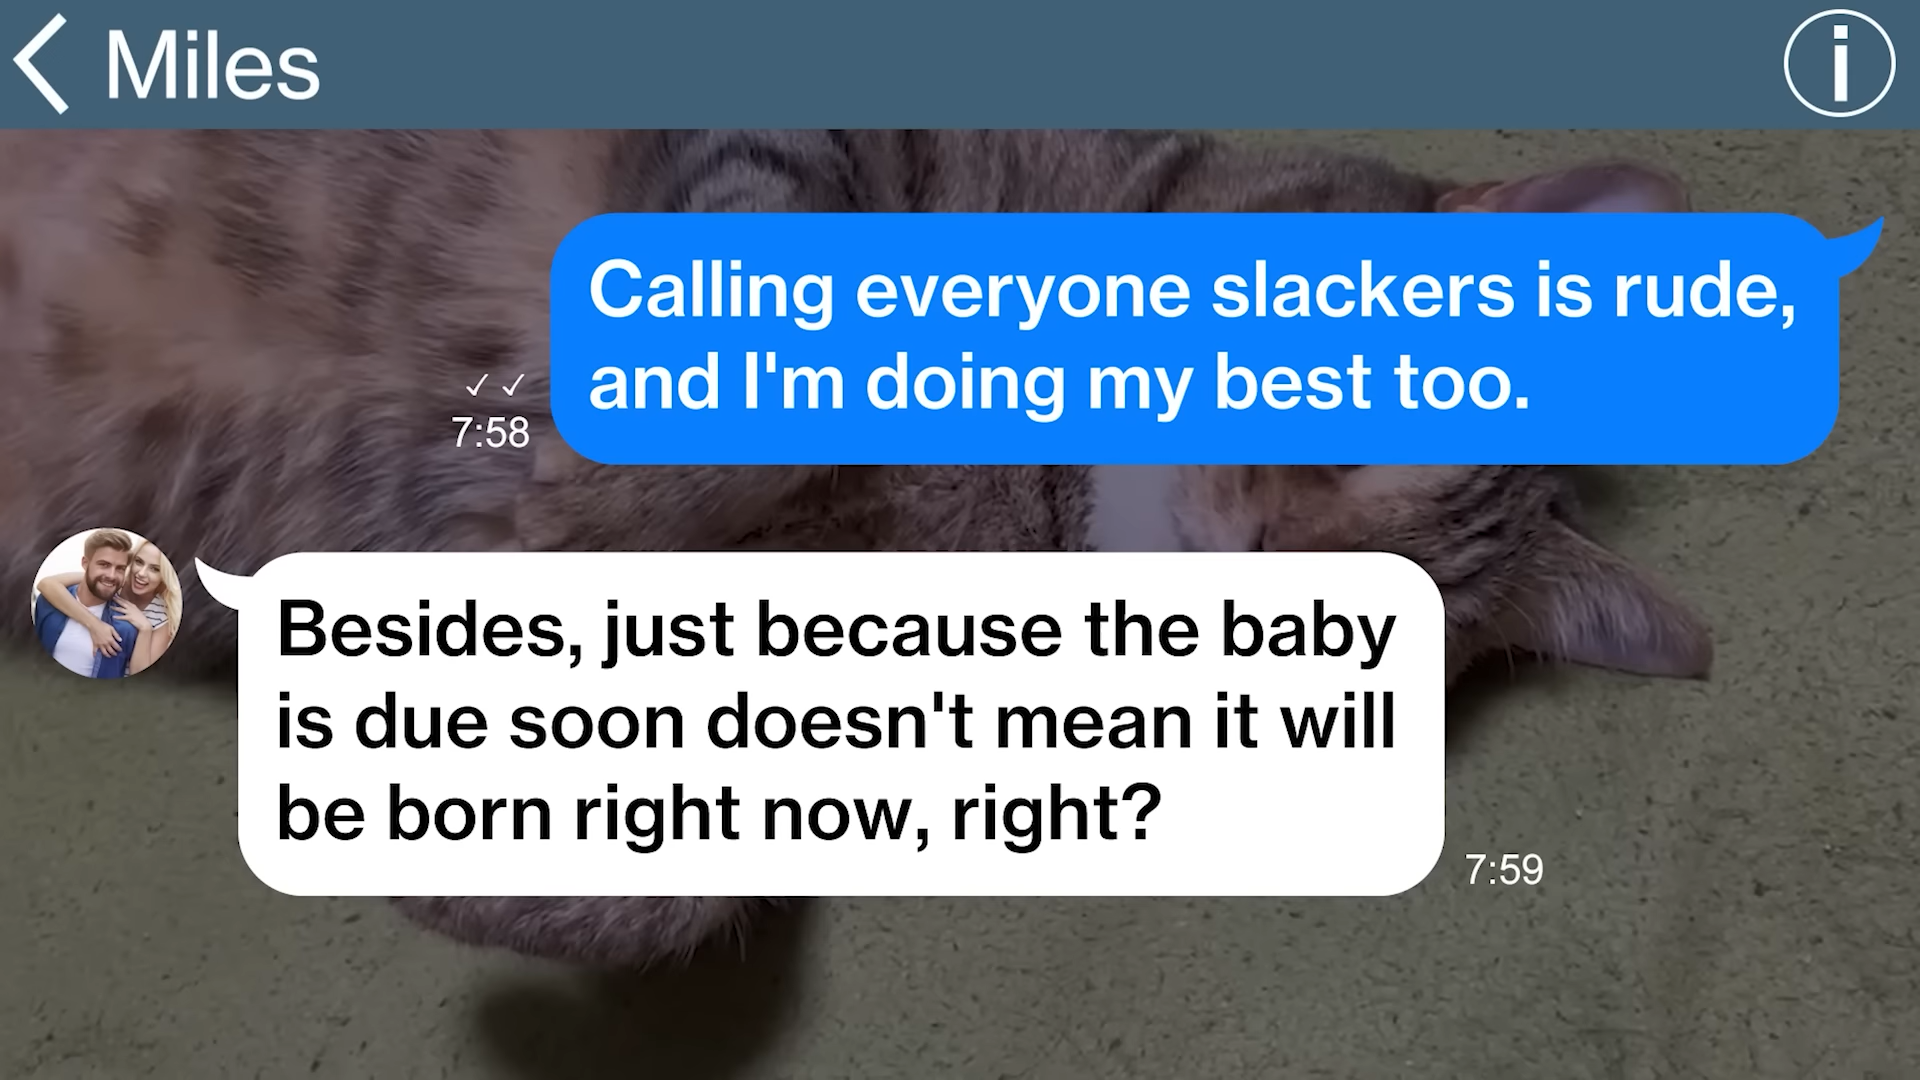 Miles
Calling everyone slackers is rude,
and I'm doing my best too.
✓ ✓
7:58
Besides, just because the baby
is due soon doesn't mean it will
be born right now, right?
7:59